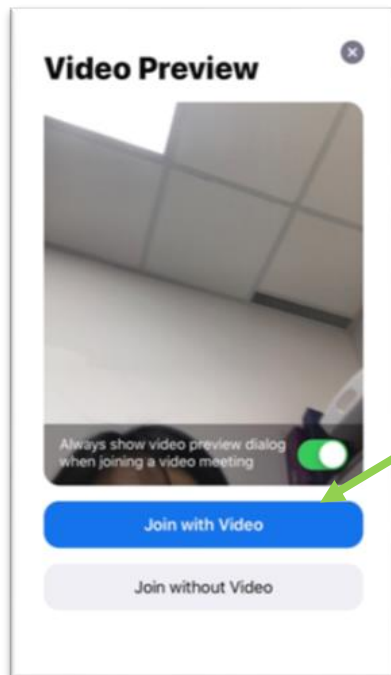 Video Preview
Always show video preview dialog
when joining a video meeting
Join with Video
Join without Video